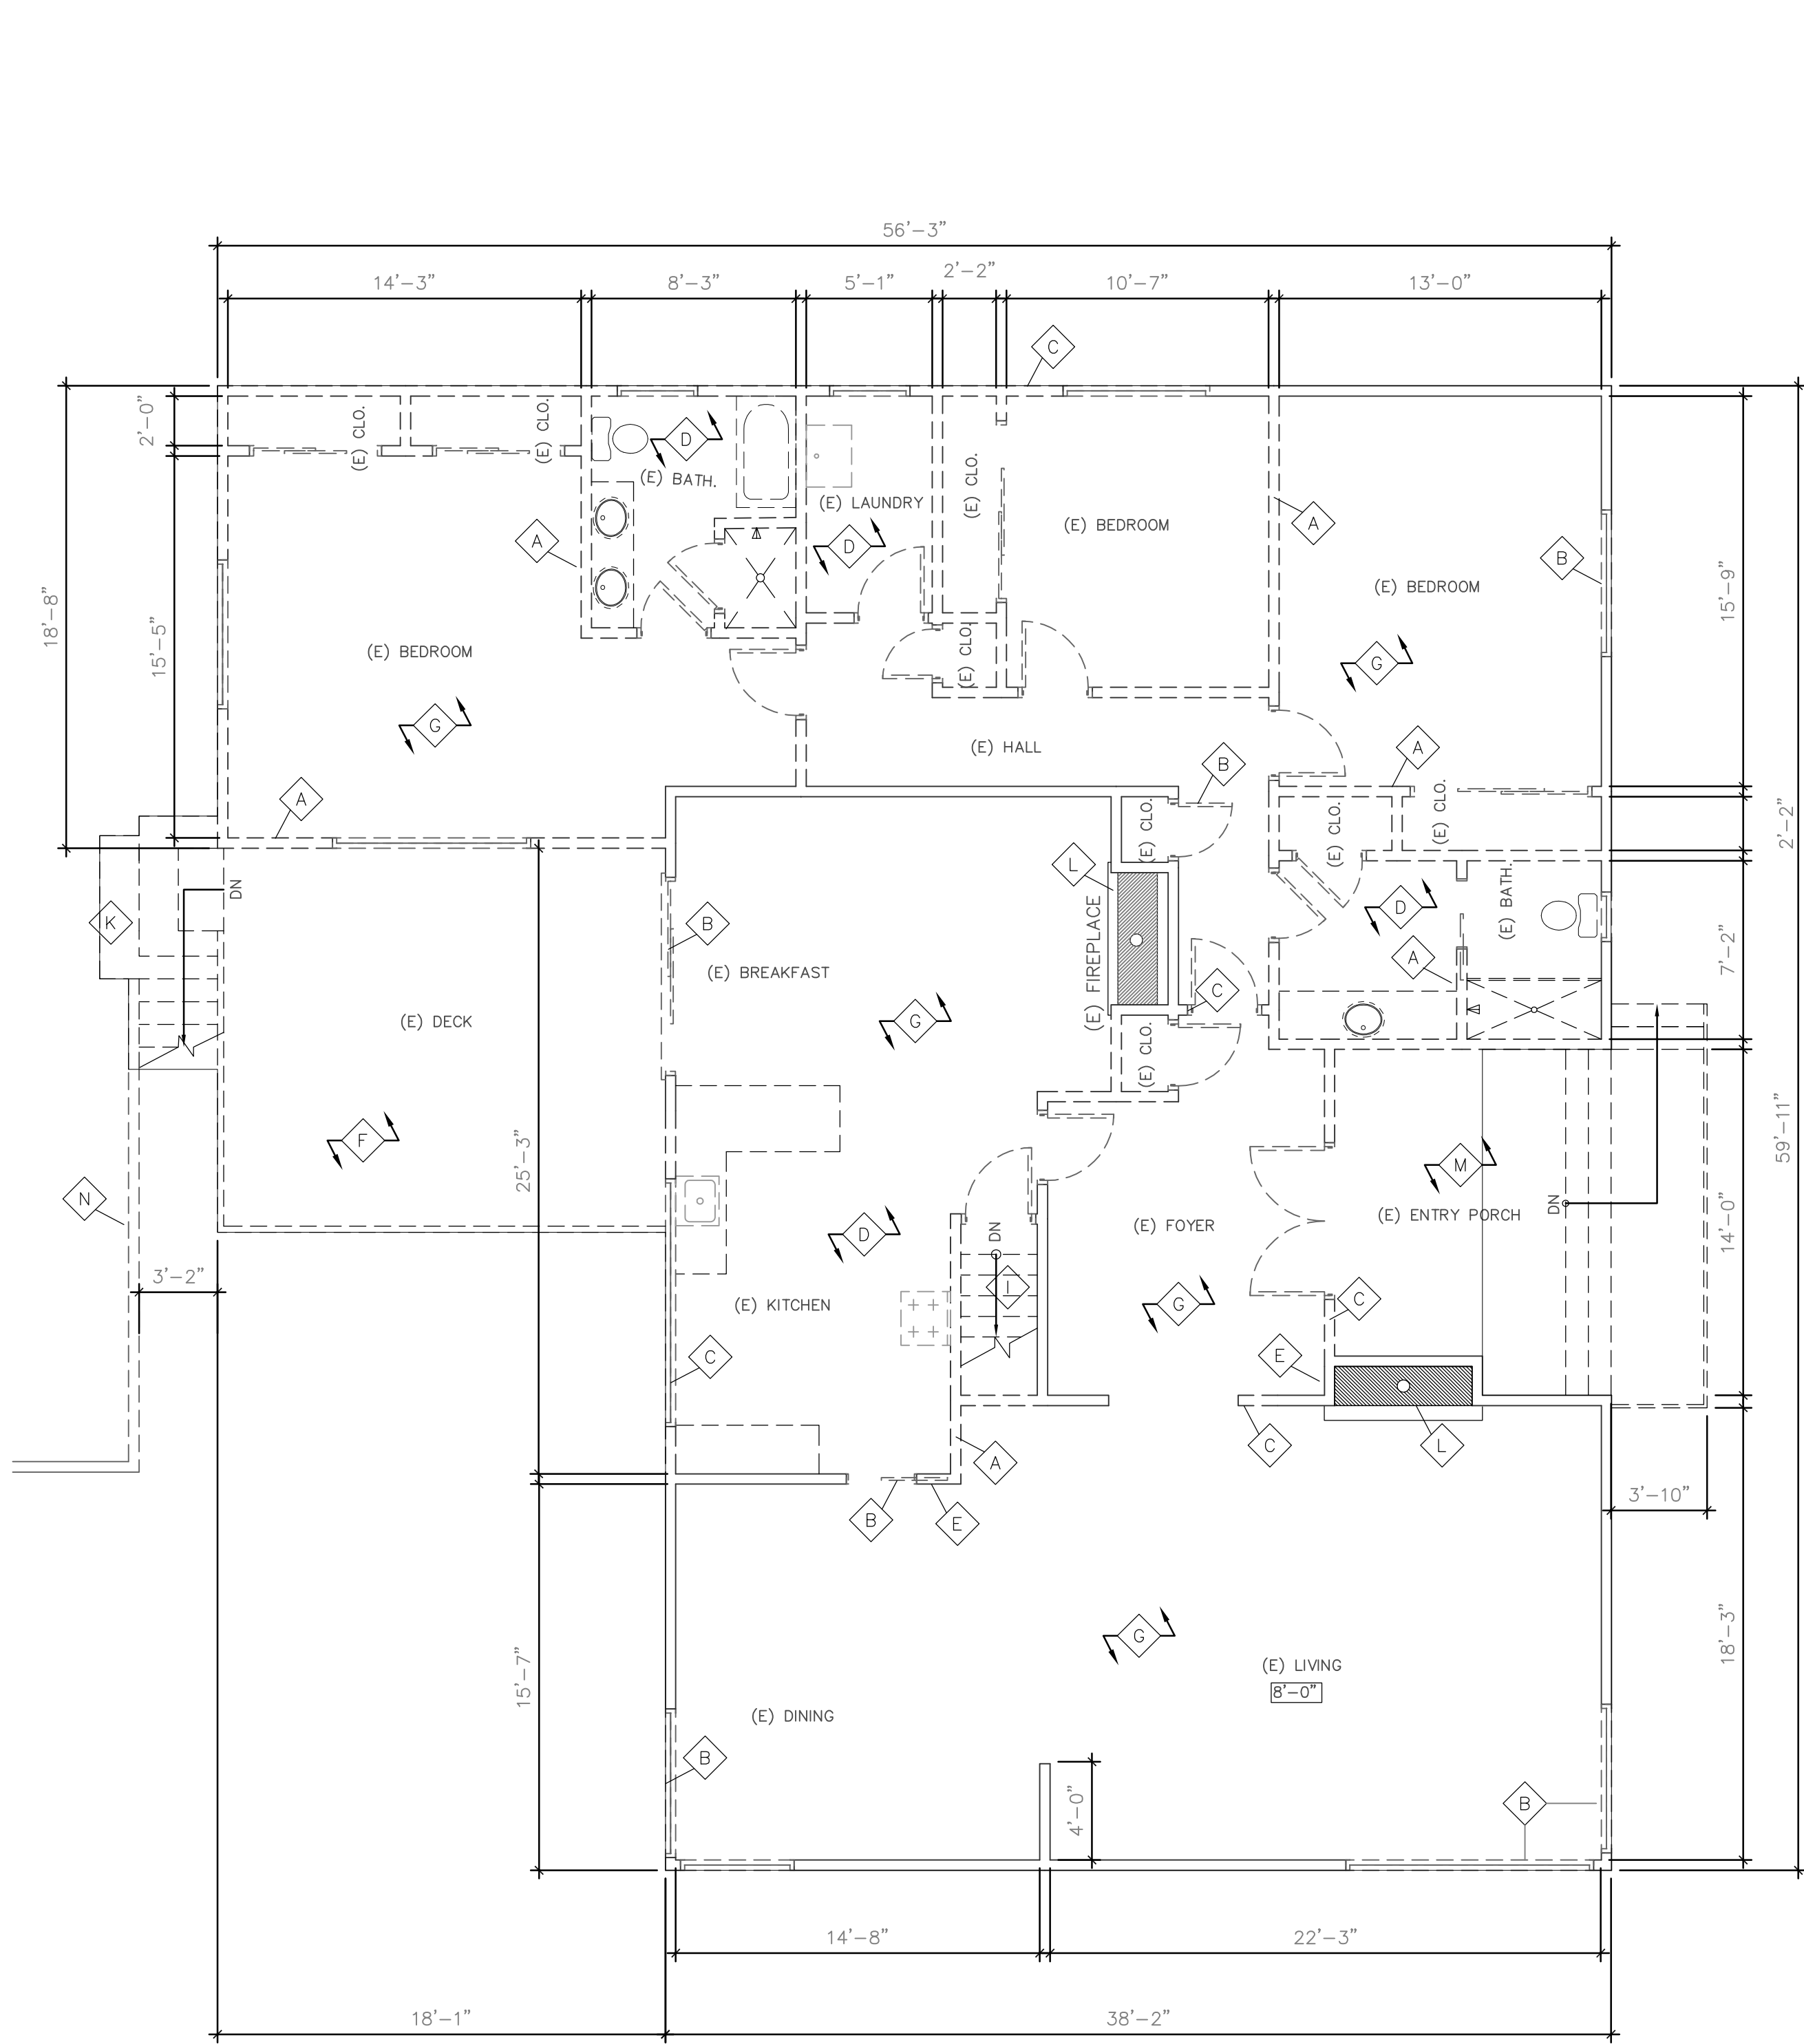 56'-3"
2'-2"
14'-3"
8'-3"
5'-1"
10'-7"
13'-0"
C
2'-0"
(E) CLO.
(E) CLO.
D
(E) BATH.
(E) LAUNDRY
(E) CLO.
(E) BEDROOM
A
A
D
B
18'-8"
15'-5"
(E) BEDROOM
15'-9"
(E) BEDROOM
(E) CLO.
G
G
(E) HALL
A
B
A
(E) CLO.
(E) CLO.
(E) CLO.
2'-2"
L
K
DN
B
(E) BREAKFAST
(E) FIREPLACE
D
(E) BATH.
A
7'-2"
C
(E) DECK
G
(E) CLO.
F
25'-3"
59'-11"
M
N
D
DN
(E) FOYER
(E) ENTRY PORCH
DN
14'-0"
3'-2"
I
(E) KITCHEN
G
C
C
E
A
C
L
3'-10"
B
E
G
15'-7"
18'-3"
(E) LIVING
8'-0"
(E) DINING
B
4'-0"
B
14'-8"
22'-3"
18'-1"
38'-2"